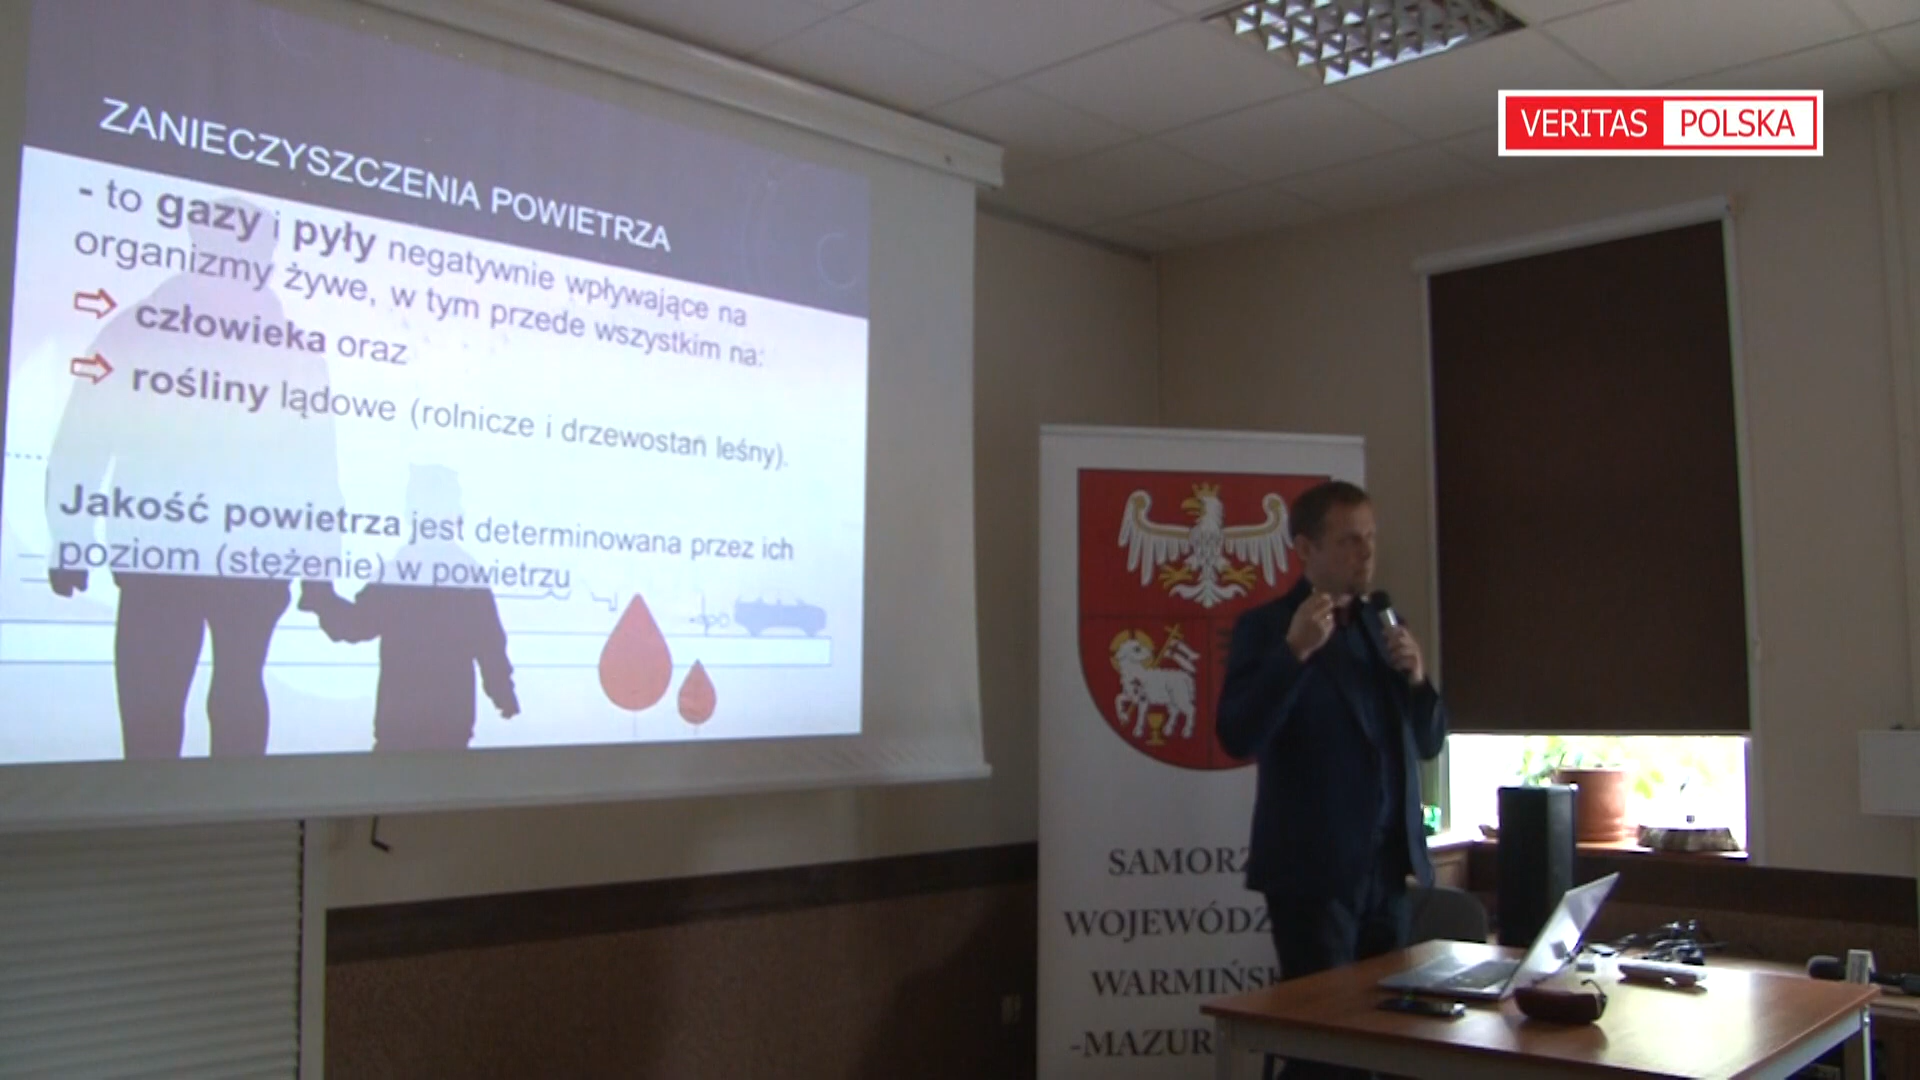 VERITAS POLSKA
ZANIECZYSZCZENIA POWIETRZA
- to gazy i pyły negatywnie wpływające na
organizmy żywe, w tym przede wszystkim na:
człowieka oraz
rośliny lądowe (rolnicze i drzewostan leśny).
Jakość powietrza jest determinowana przez ich
poziom (stężenie) w powietrzu
SAMORZ
WOJEWÓDZ
WARMIŃSK
-MAZUR